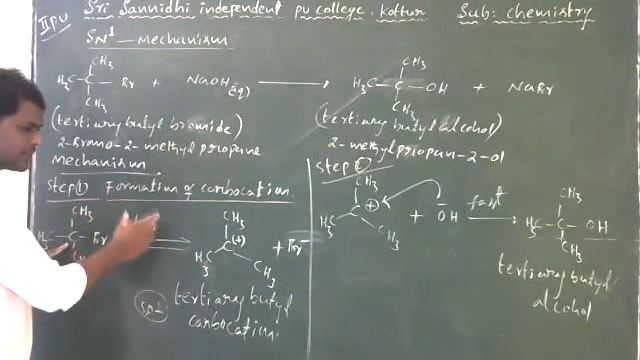 II PU Sri Sannidhi independent pu college, kottur Sub: chemistry
SN1 - mechanism
CH3 CH3
H3C - C - Br + NaOH (aq) → H3C - C - OH + NaBr
CH3 CH3
(tertiary butyl bromide) (tertiary butyl alcohol)
2-Bromo-2-methyl propane 2-methyl propan-2-ol
Mechanism
Step ① Formation of carbocation.
CH3 CH3
H3C - C - Br H3C C (+) CH3 + Br-
tertiary butyl
carbocation.
step ②
CH3 CH3
H3C C + CH3 + OH fast → H3C - C - OH
CH3
tertiary butyl
alcohol